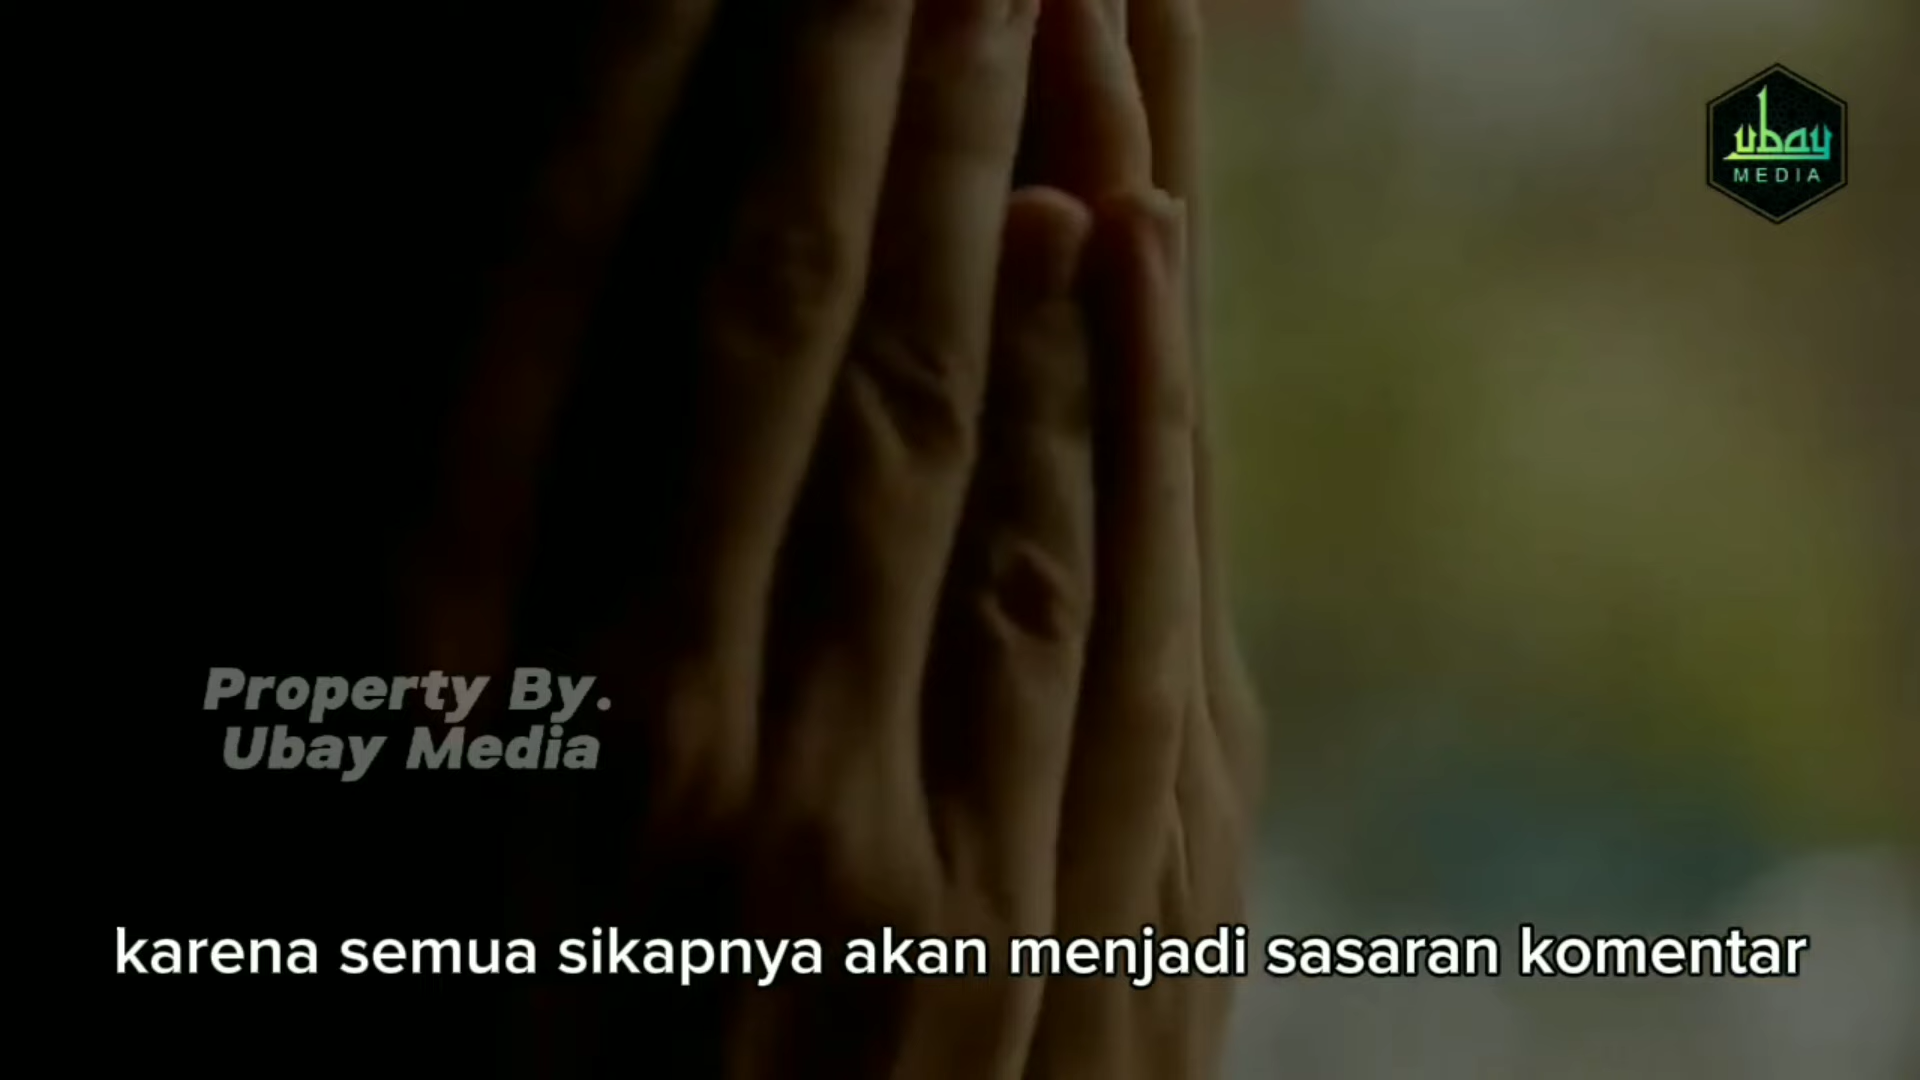 ubay
MEDIA
Property By.
Ubay Media
karena semua sikapnya akan menjadi sasaran komentar